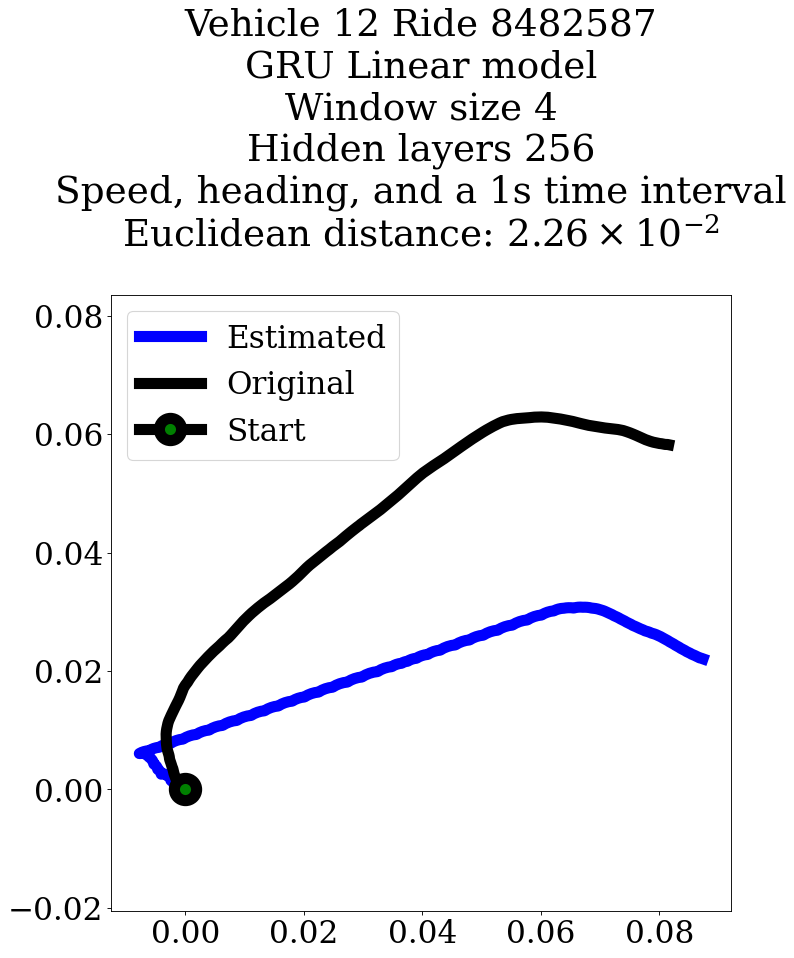 Vehicle 12 Ride 8482587
GRU Linear model
Window size 4
Hidden layers 256
Speed, heading, and a 1s time interval
Euclidean distance: 2.26 × 10⁻²
Estimated
Original
Start
0.08
0.06
0.04
0.02
0.00
−0.02
0.00 0.02 0.04 0.06 0.08